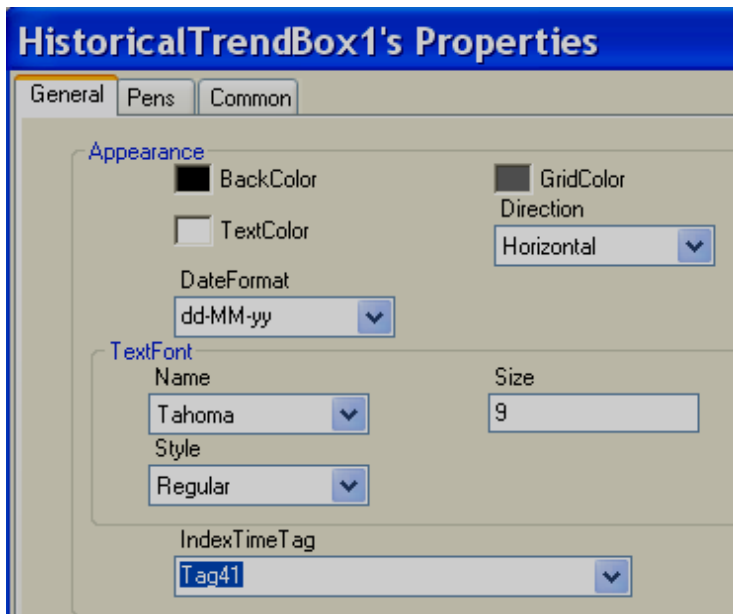 HistoricalTrendBox1's Properties
General Pens Common
Appearance
BackColor GridColor
TextColor Direction
Horizontal
DateFormat
dd-MM-yy
TextFont
Name Size
Tahoma 9
Style
Regular
IndexTimeTag
Tag41